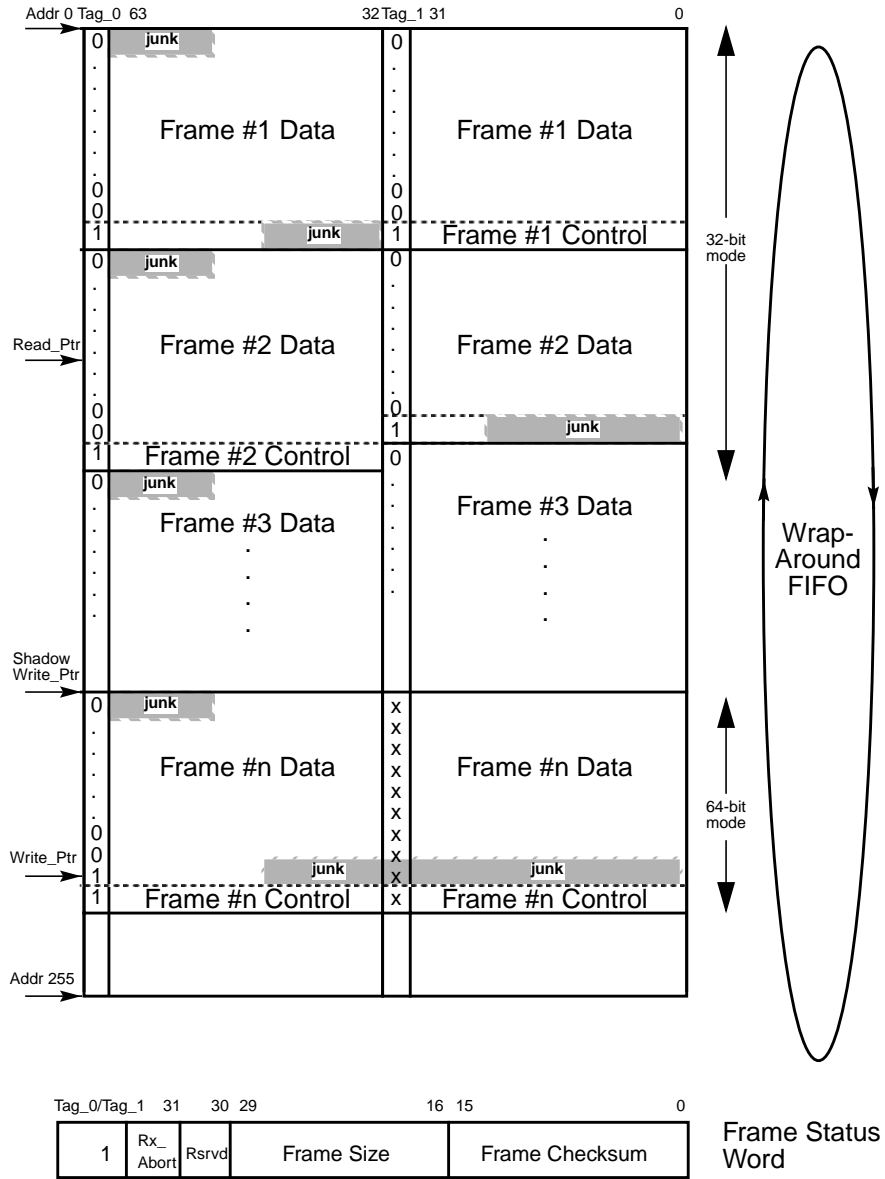 Addr 0 Tag_0 63 32 Tag_1 31 0
0 junk 0
. .
. .
. .
. Frame #1 Data . Frame #1 Data
. .
. .
0 0
0 0
1 junk 1 Frame #1 Control
32-bit
mode
0 junk 0
. .
. .
Read_Ptr . Frame #2 Data . Frame #2 Data
. .
. .
0 0
0 1 junk
1 Frame #2 Control 0
0 junk .
. Frame #3 Data . Frame #3 Data
. . . .
. . . .
. . . .
. . . .
Wrap-
Around
FIFO
Shadow
Write_Ptr
0 junk x
. x
. x
. Frame #n Data x Frame #n Data
. x
. x
64-bit
mode
0 x
0 x
Write_Ptr 1 junk x junk
1 Frame #n Control x Frame #n Control
Addr 255
Tag_0/Tag_1 31 30 29 16 15 0
1 Rx_
Abort Rsrvd Frame Size Frame Checksum
Frame Status
Word